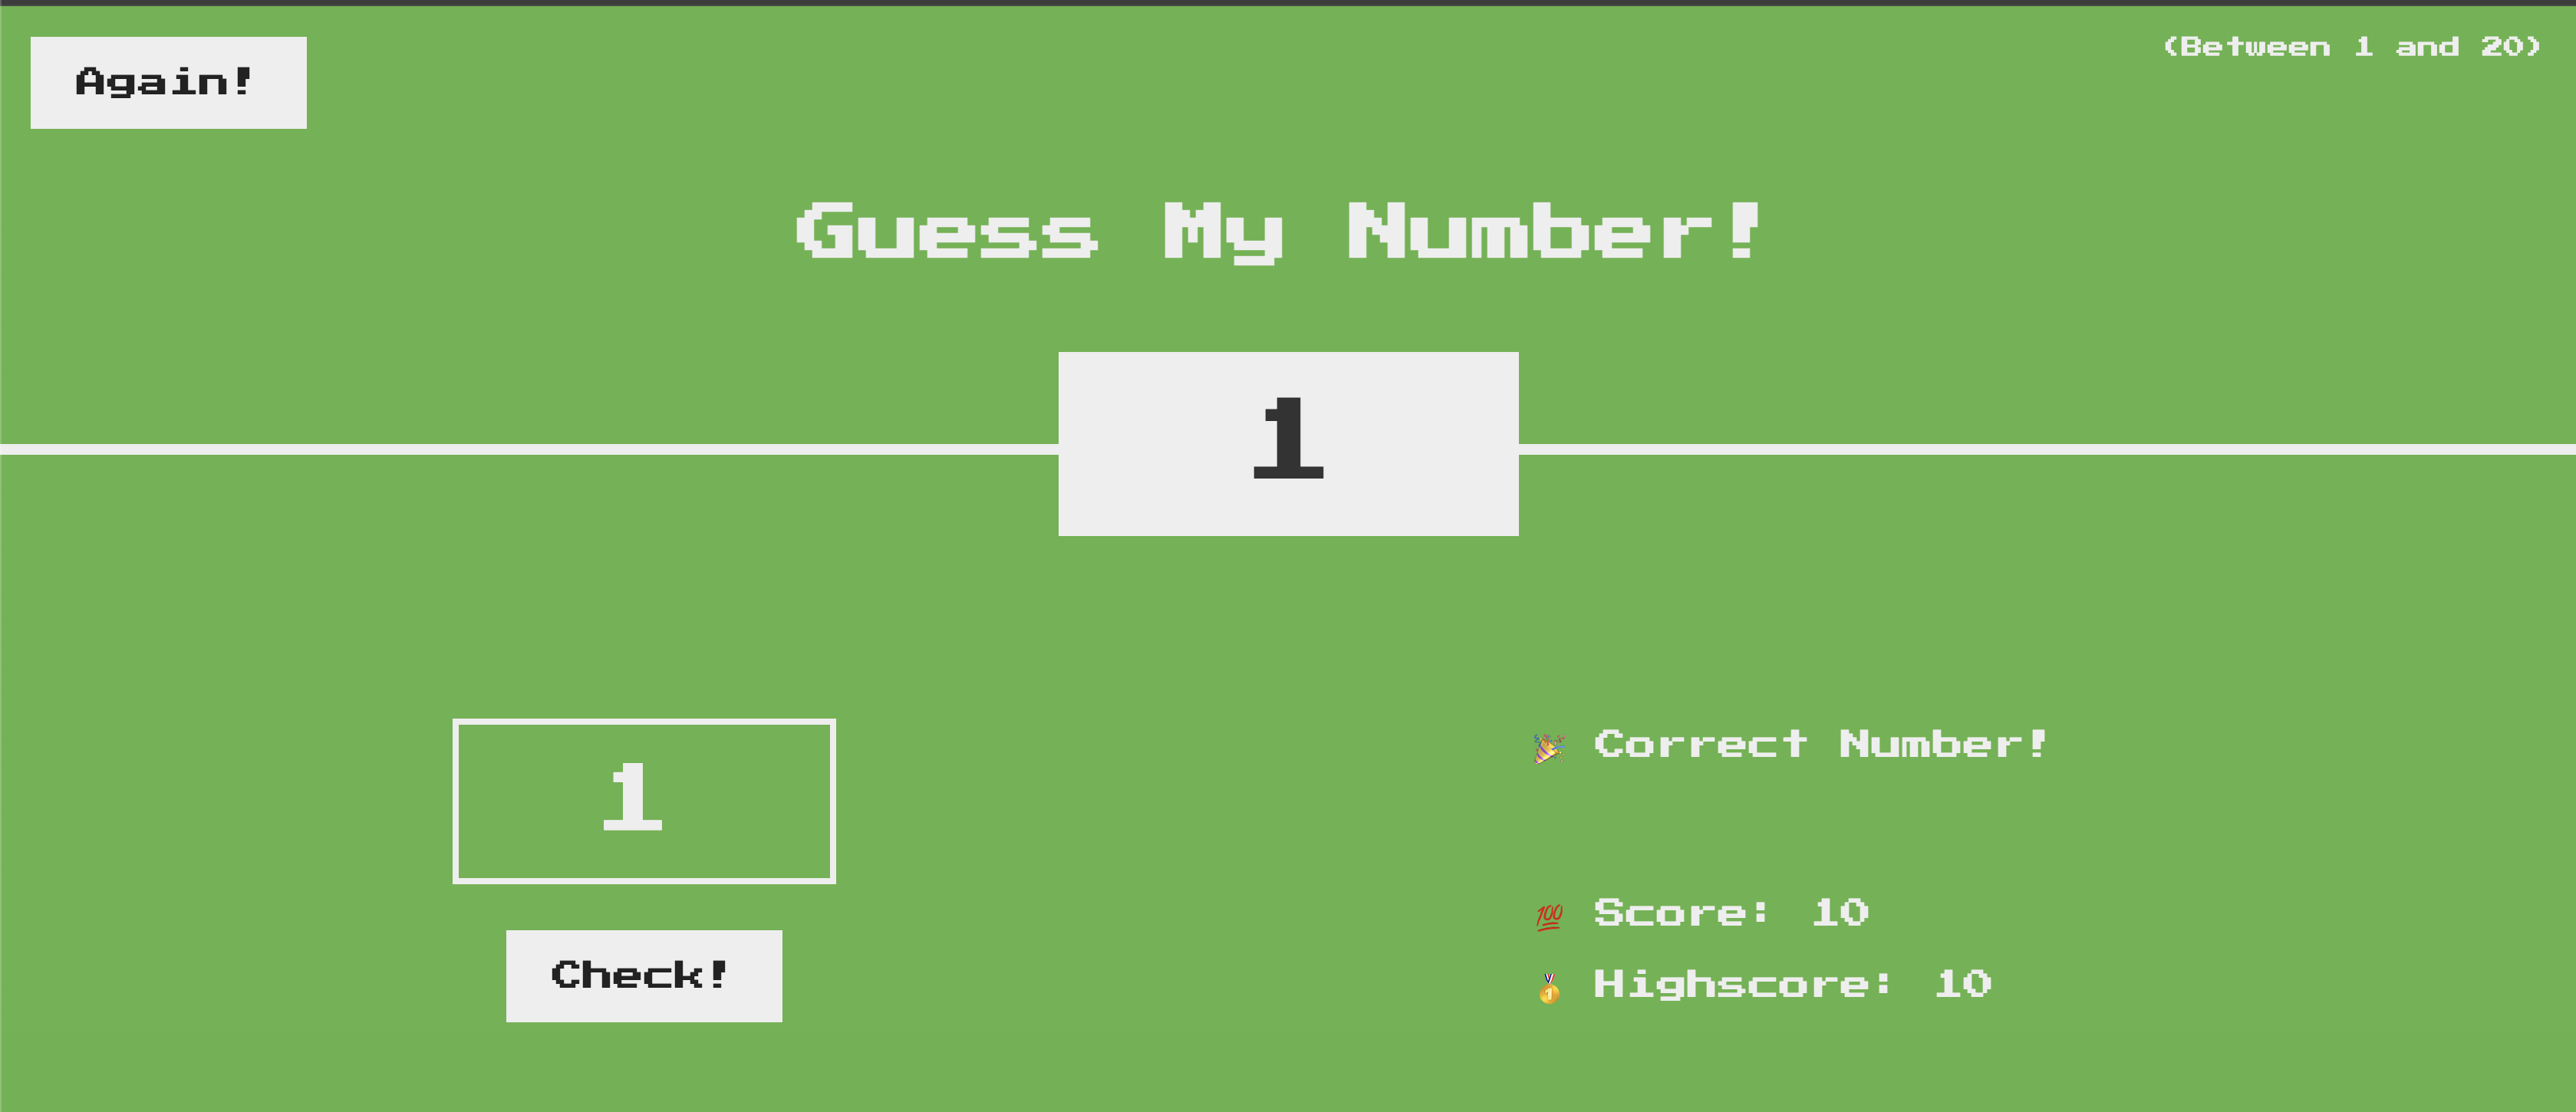 Again!
(Between 1 and 20)
Guess My Number!
1
1
Check!
🎉 Correct Number!
💯 Score: 10
🥇 Highscore: 10